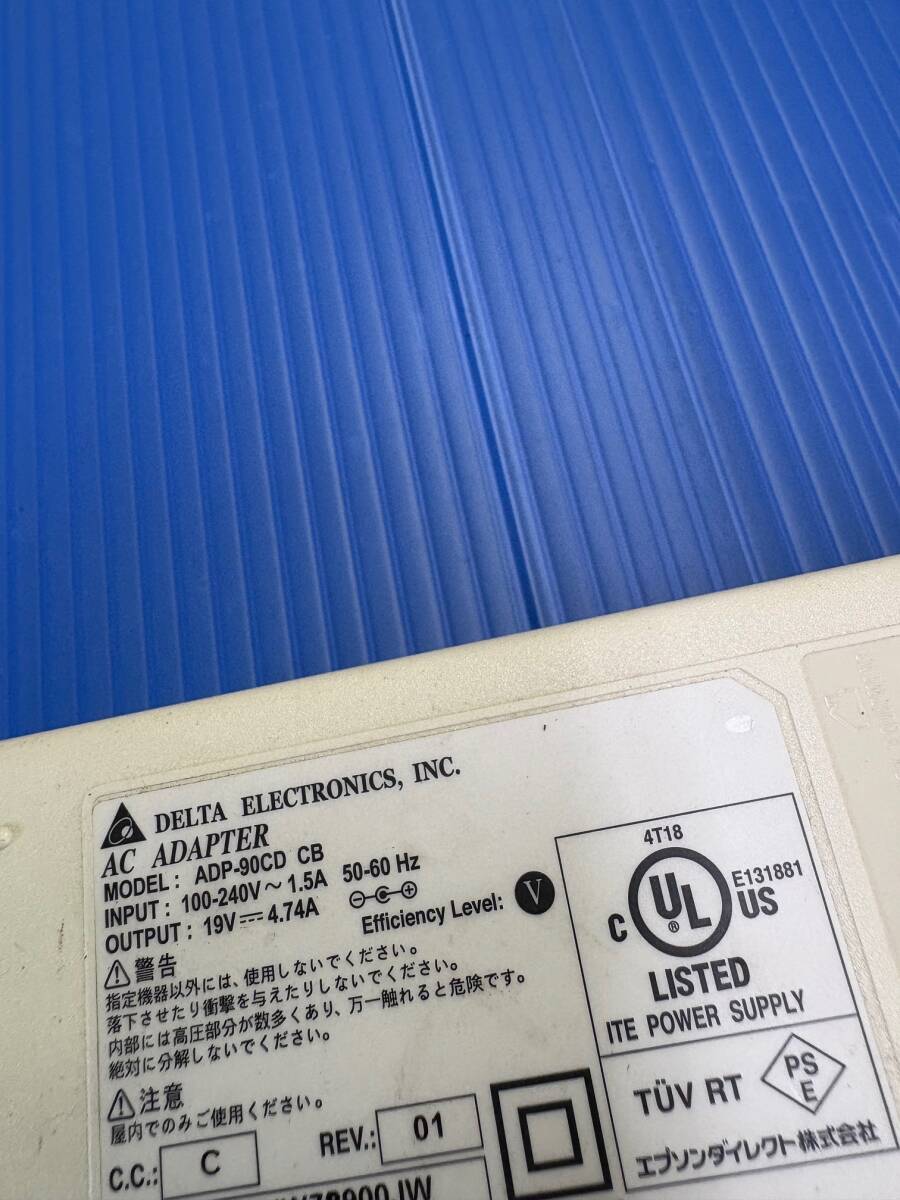 DELTA ELECTRONICS, INC.
AC ADAPTER
MODEL: ADP-90CD CB
INPUT: 100-240V～1.5A 50-60 Hz
OUTPUT: 19V⎓4.74A
Efficiency Level: V
⚠警告
指定機器以外には、使用しないでください。
落下させたり衝撃を与えたりしないでください。
内部には高圧部分が数多くあり、万一触れると危険です。
絶対に分解しないでください。
⚠注意
屋内でのみご使用ください。
C.C.: C REV.: 01
4T18
C UL® US E131881
LISTED
ITE POWER SUPPLY
TÜV RT PSE
エプソンダイレクト株式会社